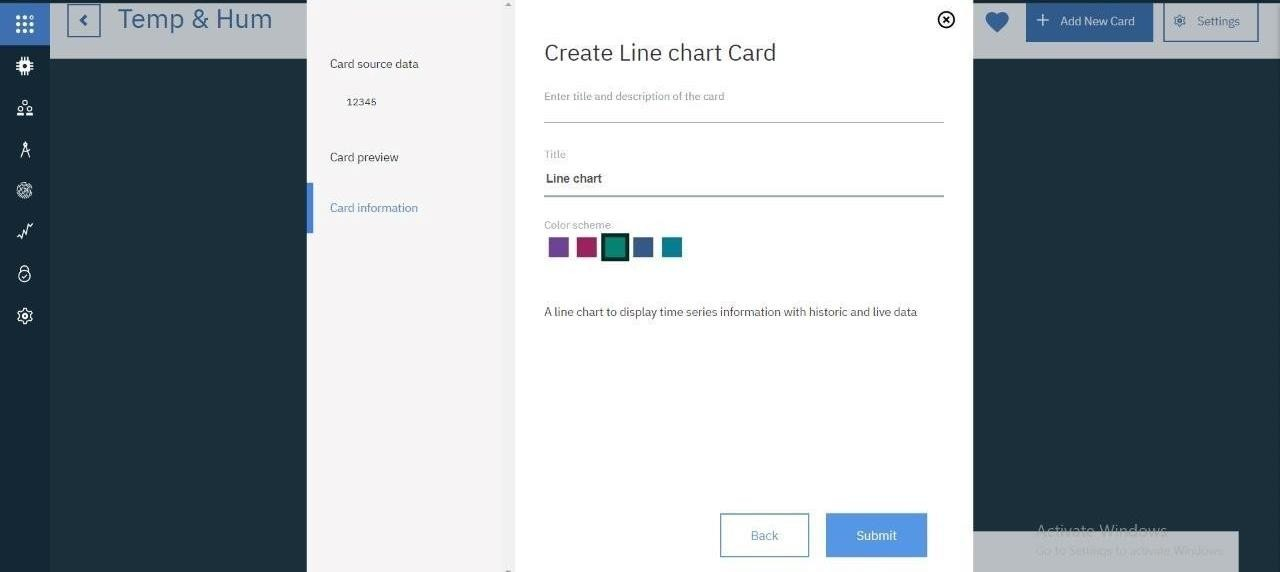 Temp & Hum
+ Add New Card
Settings
Card source data
12345
Card preview
Card information
Create Line chart Card
Enter title and description of the card
Title
Line chart
Color scheme
A line chart to display time series information with historic and live data
Back
Submit
Activate Windows
Go to Settings to activate Windows.